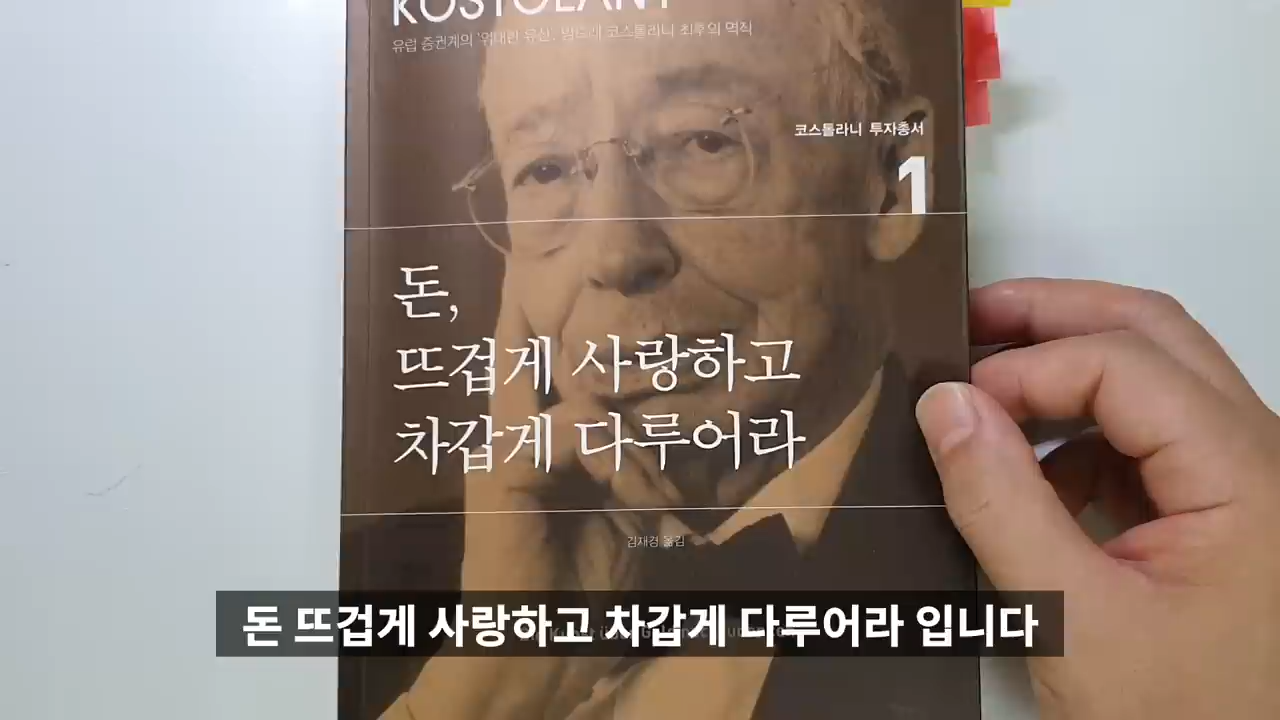 KOSTOLANY
유럽 증권계의 '위대한 유산', 앙드레 코스톨라니 최후의 역작
코스톨라니 투자총서
1
돈,
뜨겁게 사랑하고
차갑게 다루어라
김재경 옮김
돈 뜨겁게 사랑하고 차갑게 다루어라 입니다